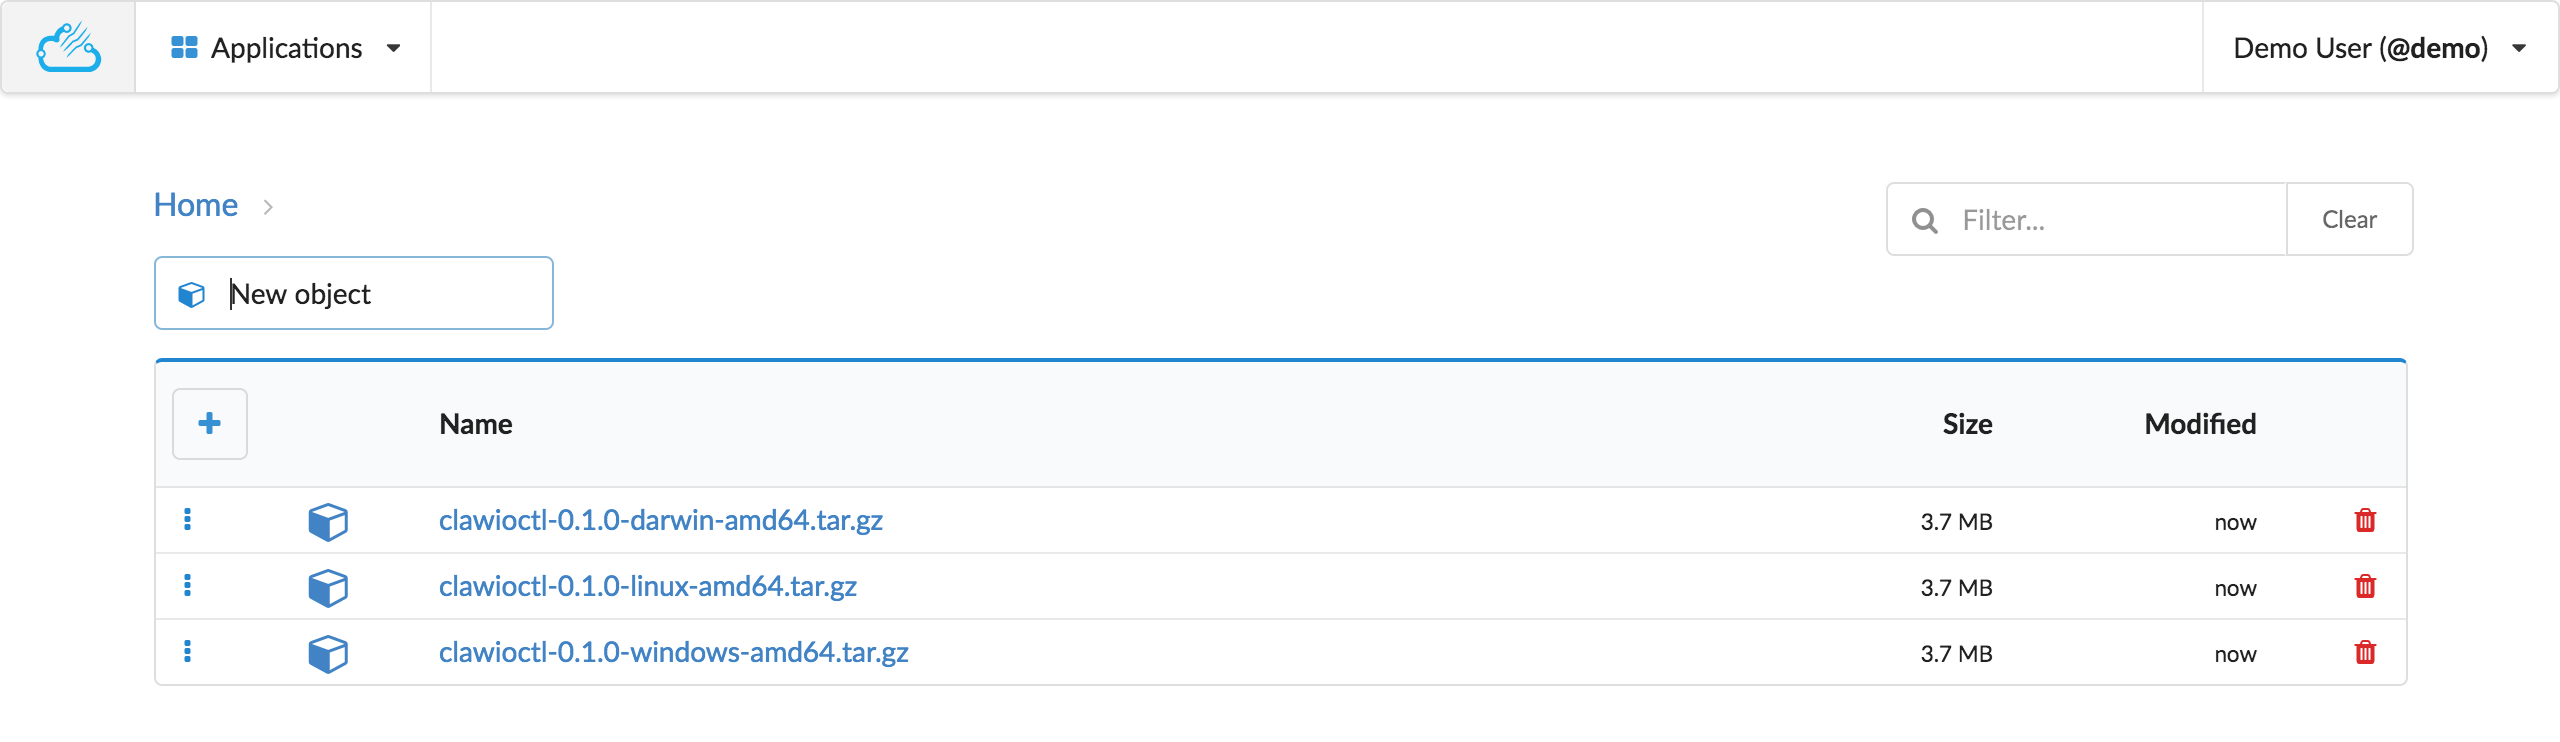 Applications
Demo User (@demo)
Home
Filter...
Clear
New object
Name Size Modified
clawioctl-0.1.0-darwin-amd64.tar.gz 3.7 MB now
clawioctl-0.1.0-linux-amd64.tar.gz 3.7 MB now
clawioctl-0.1.0-windows-amd64.tar.gz 3.7 MB now